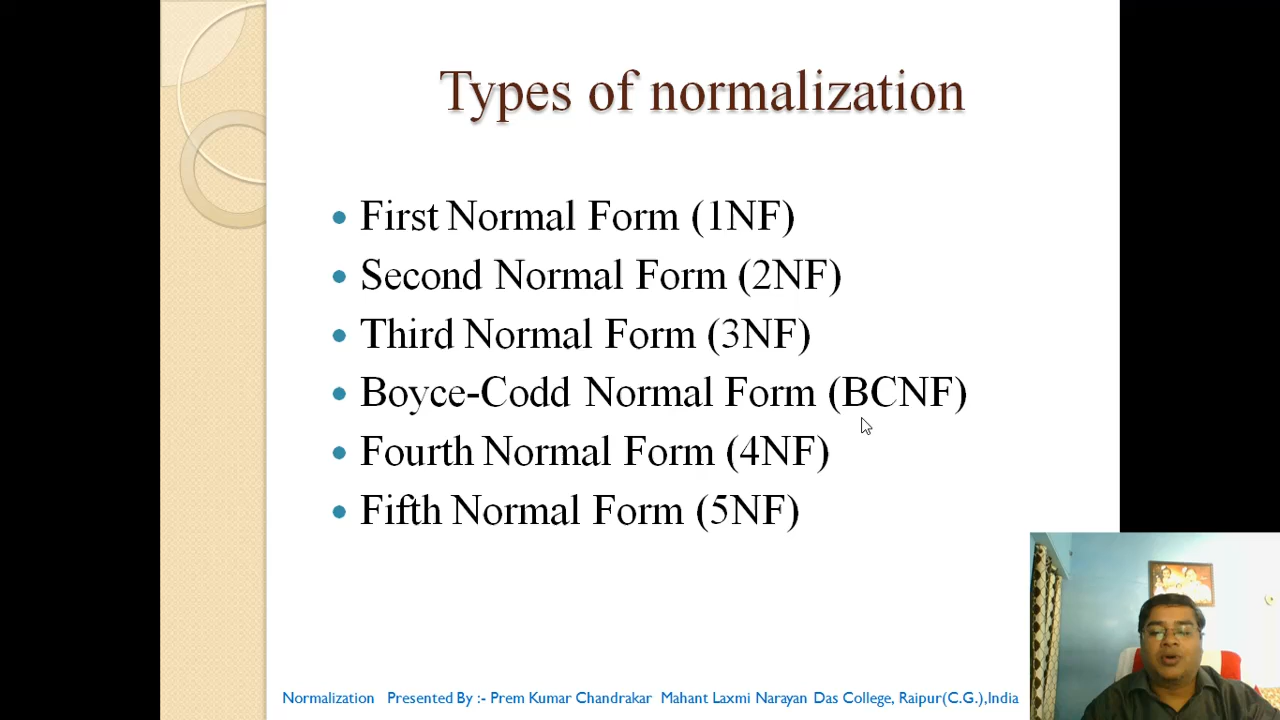 Types of normalization
First Normal Form (1NF)
Second Normal Form (2NF)
Third Normal Form (3NF)
Boyce-Codd Normal Form (BCNF)
Fourth Normal Form (4NF)
Fifth Normal Form (5NF)
Normalization Presented By :- Prem Kumar Chandrakar Mahant Laxmi Narayan Das College, Raipur(C.G.),India